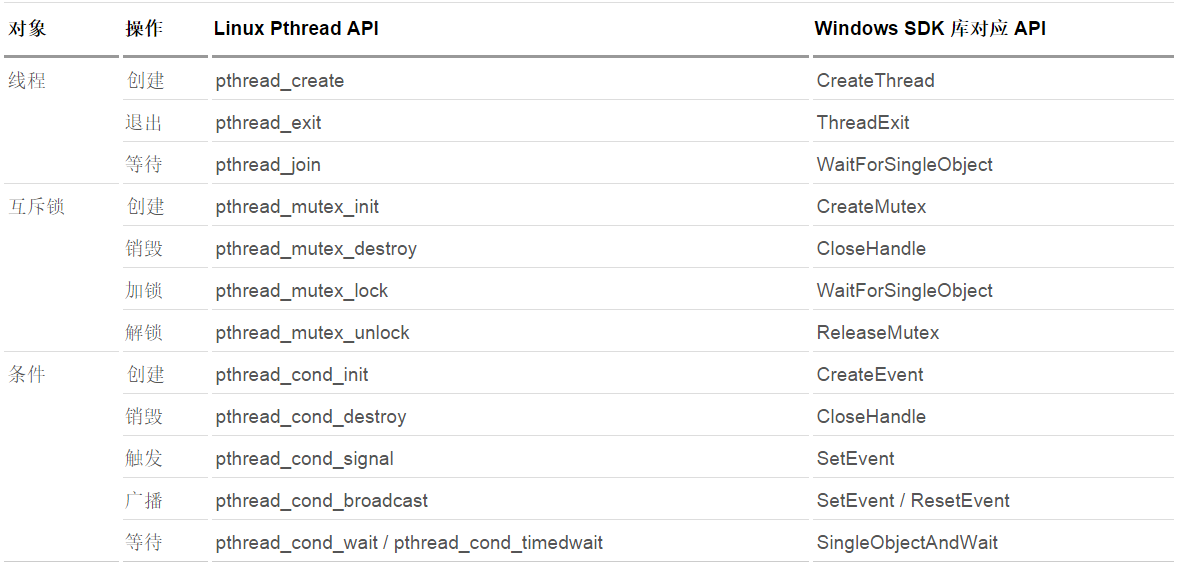 对象 操作 Linux Pthread API Windows SDK 库对应 API
线程 创建 pthread_create CreateThread
退出 pthread_exit ThreadExit
等待 pthread_join WaitForSingleObject
互斥锁 创建 pthread_mutex_init CreateMutex
销毁 pthread_mutex_destroy CloseHandle
加锁 pthread_mutex_lock WaitForSingleObject
解锁 pthread_mutex_unlock ReleaseMutex
条件 创建 pthread_cond_init CreateEvent
销毁 pthread_cond_destroy CloseHandle
触发 pthread_cond_signal SetEvent
广播 pthread_cond_broadcast SetEvent / ResetEvent
等待 pthread_cond_wait / pthread_cond_timedwait SingleObjectAndWait